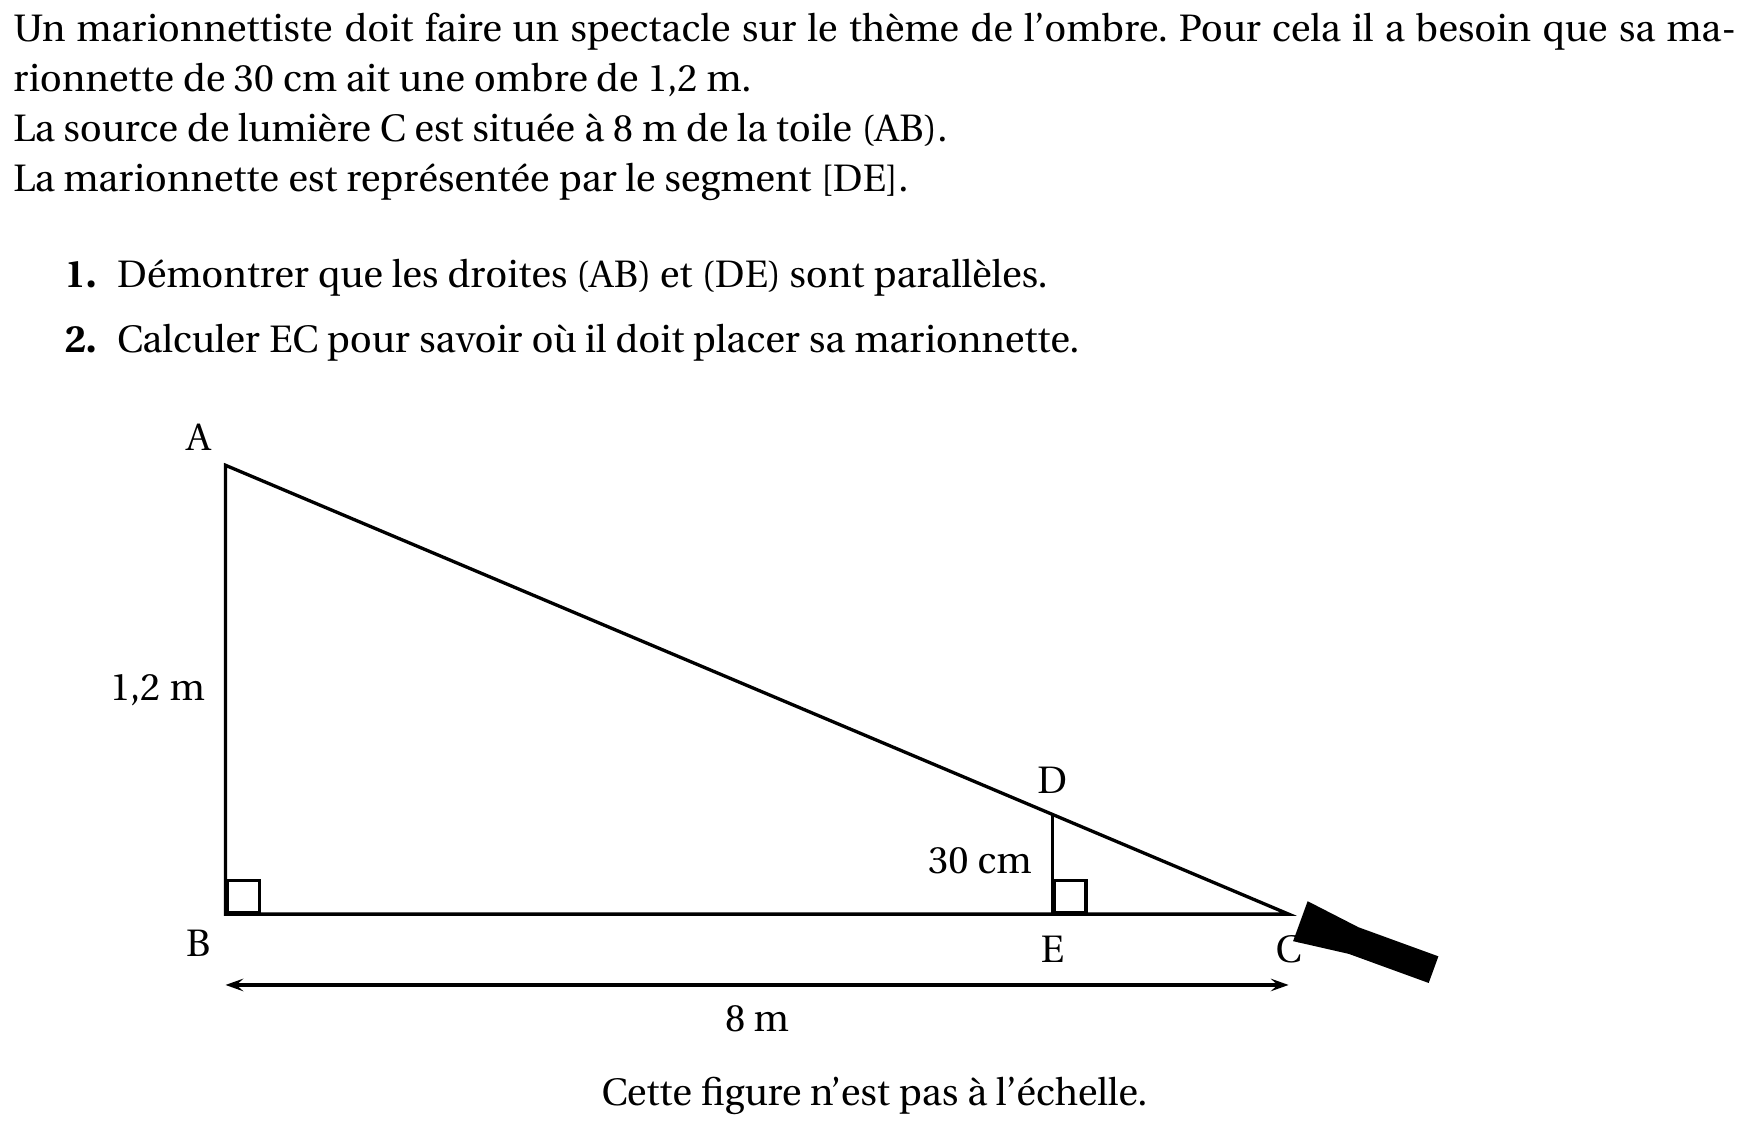 Un marionnettiste doit faire un spectacle sur le thème de l’ombre. Pour cela il a besoin que sa ma-
rionnette de 30 cm ait une ombre de 1,2 m.
La source de lumière C est située à 8 m de la toile (AB).
La marionnette est représentée par le segment [DE].
1. Démontrer que les droites (AB) et (DE) sont parallèles.
2. Calculer EC pour savoir où il doit placer sa marionnette.
A
1,2 m
D
30 cm
B
E
C
8 m
Cette figure n’est pas à l’échelle.